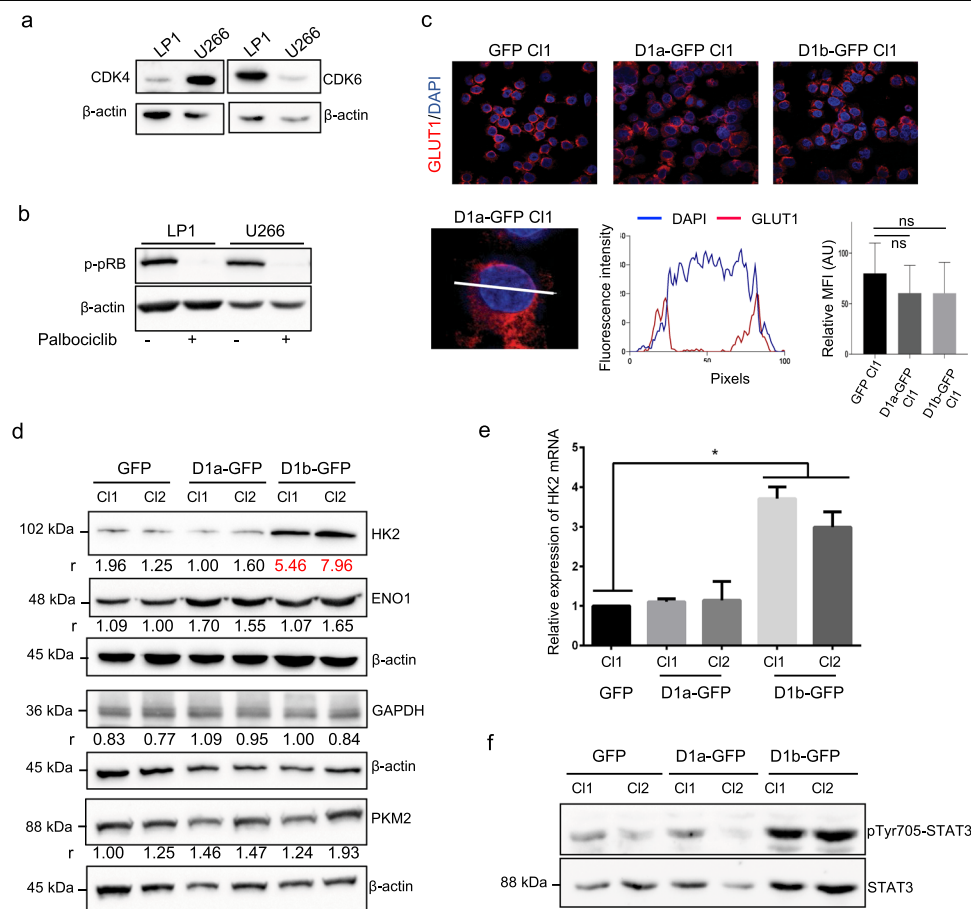 a
LP1 U266 LP1 U266
CDK4 CDK6
β-actin β-actin
b
LP1 U266
p-pRB
β-actin
Palbociclib - + - +
c
GFP Cl1 D1a-GFP Cl1 D1b-GFP Cl1
GLUT1/DAPI
D1a-GFP Cl1
DAPI GLUT1
Fluorescence intensity
0 50 100
Pixels
ns
ns
Relative MFI (AU)
100
50
0
GFP Cl1 D1a-GFP Cl1 D1b-GFP Cl1
d
GFP D1a-GFP D1b-GFP
Cl1 Cl2 Cl1 Cl2 Cl1 Cl2
102 kDa HK2
r 1.96 1.25 1.00 1.60 5.46 7.96
48 kDa ENO1
r 1.09 1.00 1.70 1.55 1.07 1.65
45 kDa β-actin
36 kDa GAPDH
r 0.83 0.77 1.09 0.95 1.00 0.84
45 kDa β-actin
88 kDa PKM2
r 1.00 1.25 1.46 1.47 1.24 1.93
45 kDa β-actin
e
Relative expression of HK2 mRNA
*
5
4
3
2
1
0
Cl1 Cl1 Cl2 Cl1 Cl2
GFP D1a-GFP D1b-GFP
f
GFP D1a-GFP D1b-GFP
Cl1 Cl2 Cl1 Cl2 Cl1 Cl2
pTyr705-STAT3
88 kDa STAT3